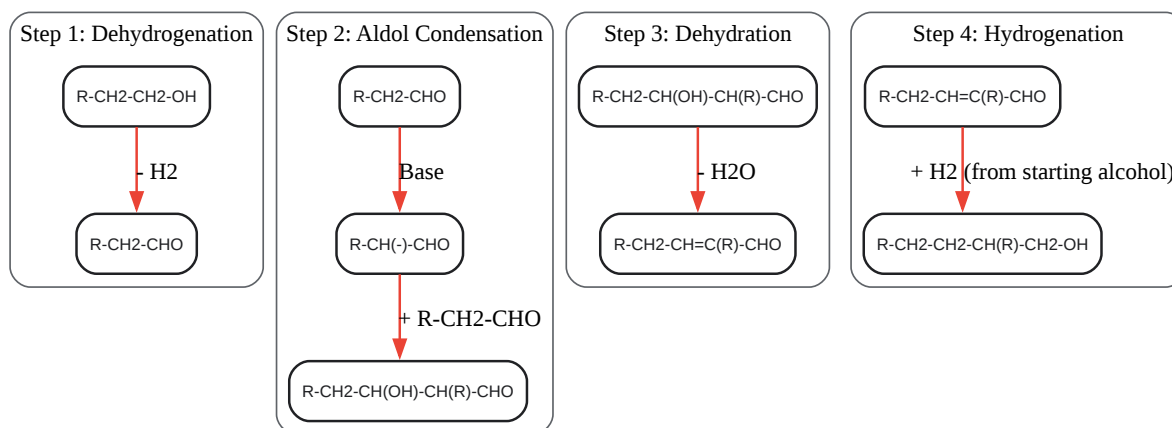 Step 1: Dehydrogenation
R-CH2-CH2-OH
- H2
R-CH2-CHO
Step 2: Aldol Condensation
R-CH2-CHO
Base
R-CH(-)-CHO
+ R-CH2-CHO
R-CH2-CH(OH)-CH(R)-CHO
Step 3: Dehydration
R-CH2-CH(OH)-CH(R)-CHO
- H2O
R-CH2-CH=C(R)-CHO
Step 4: Hydrogenation
R-CH2-CH=C(R)-CHO
+ H2 (from starting alcohol)
R-CH2-CH2-CH(R)-CH2-OH